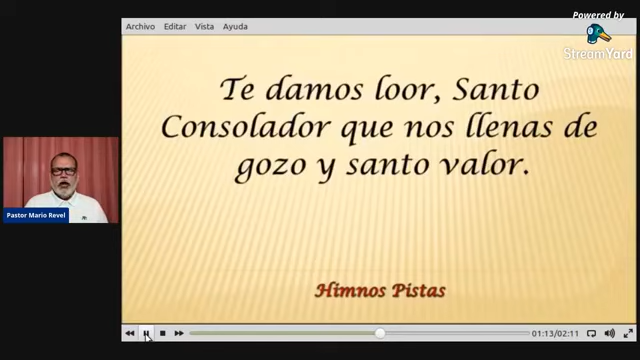 Powered by
StreamYard
Archivo Editar Vista Ayuda
Te damos loor, Santo
Consolador que nos llenas de
gozo y santo valor.
Pastor Mario Revel
Himnos Pistas
01:13/02:11